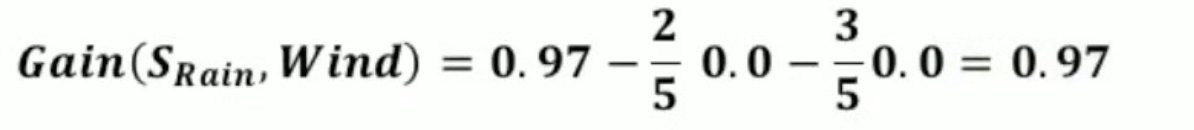 Gain(S_Rain, Wind) = 0.97 − 2/5 0.0 − 3/5 0.0 = 0.97